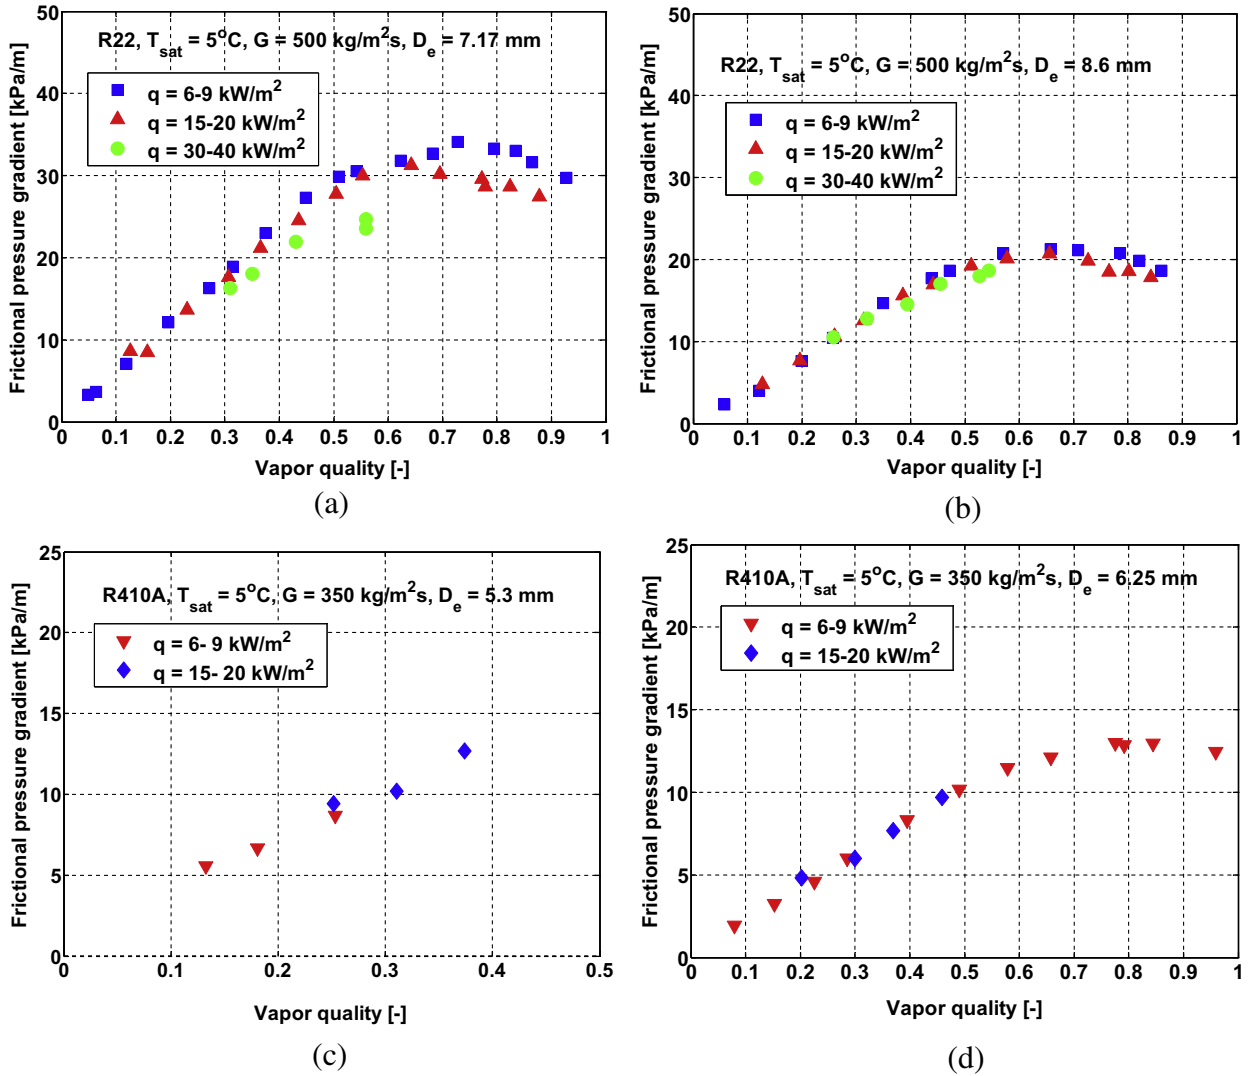 R22, T_sat = 5°C, G = 500 kg/m²s, D_e = 7.17 mm
q = 6-9 kW/m²
q = 15-20 kW/m²
q = 30-40 kW/m²
Frictional pressure gradient [kPa/m]
50
40
30
20
10
0
0 0.1 0.2 0.3 0.4 0.5 0.6 0.7 0.8 0.9 1
Vapor quality [-]
(a)
R22, T_sat = 5°C, G = 500 kg/m²s, D_e = 8.6 mm
q = 6-9 kW/m²
q = 15-20 kW/m²
q = 30-40 kW/m²
Frictional pressure gradient [kPa/m]
50
40
30
20
10
0
0 0.1 0.2 0.3 0.4 0.5 0.6 0.7 0.8 0.9 1
Vapor quality [-]
(b)
R410A, T_sat = 5°C, G = 350 kg/m²s, D_e = 5.3 mm
q = 6- 9 kW/m²
q = 15- 20 kW/m²
Frictional pressure gradient [kPa/m]
25
20
15
10
5
0
0 0.1 0.2 0.3 0.4 0.5
Vapor quality [-]
(c)
R410A, T_sat = 5°C, G = 350 kg/m²s, D_e = 6.25 mm
q = 6-9 kW/m²
q = 15-20 kW/m²
Frictional pressure gradient [kPa/m]
25
20
15
10
5
0
0 0.1 0.2 0.3 0.4 0.5 0.6 0.7 0.8 0.9 1
Vapor quality [-]
(d)